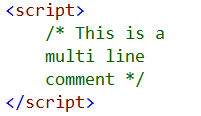 <script>
/* This is a
multi line
comment */
</script>